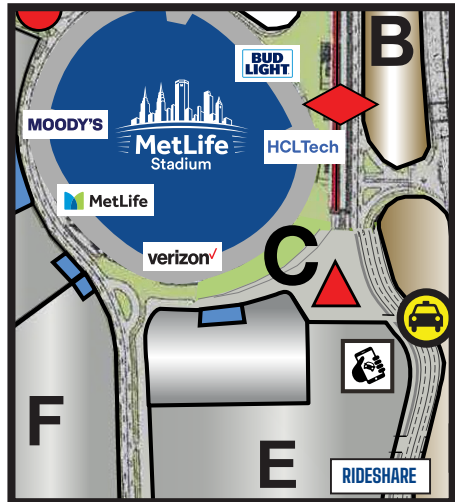 B
BUD
LIGHT
MOODY'S
MetLife
Stadium
HCLTech
MetLife
verizon✓
C
F
E
RIDESHARE